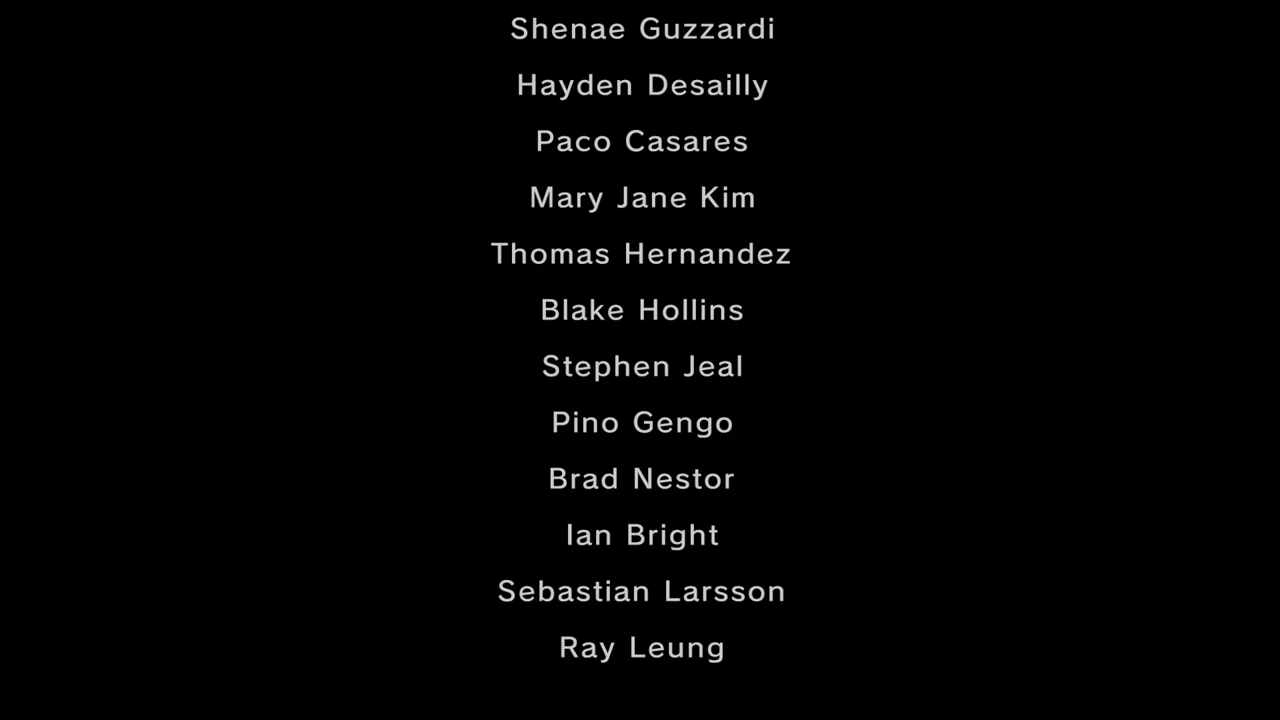 Shenae Guzzardi
Hayden Desailly
Paco Casares
Mary Jane Kim
Thomas Hernandez
Blake Hollins
Stephen Jeal
Pino Gengo
Brad Nestor
Ian Bright
Sebastian Larsson
Ray Leung